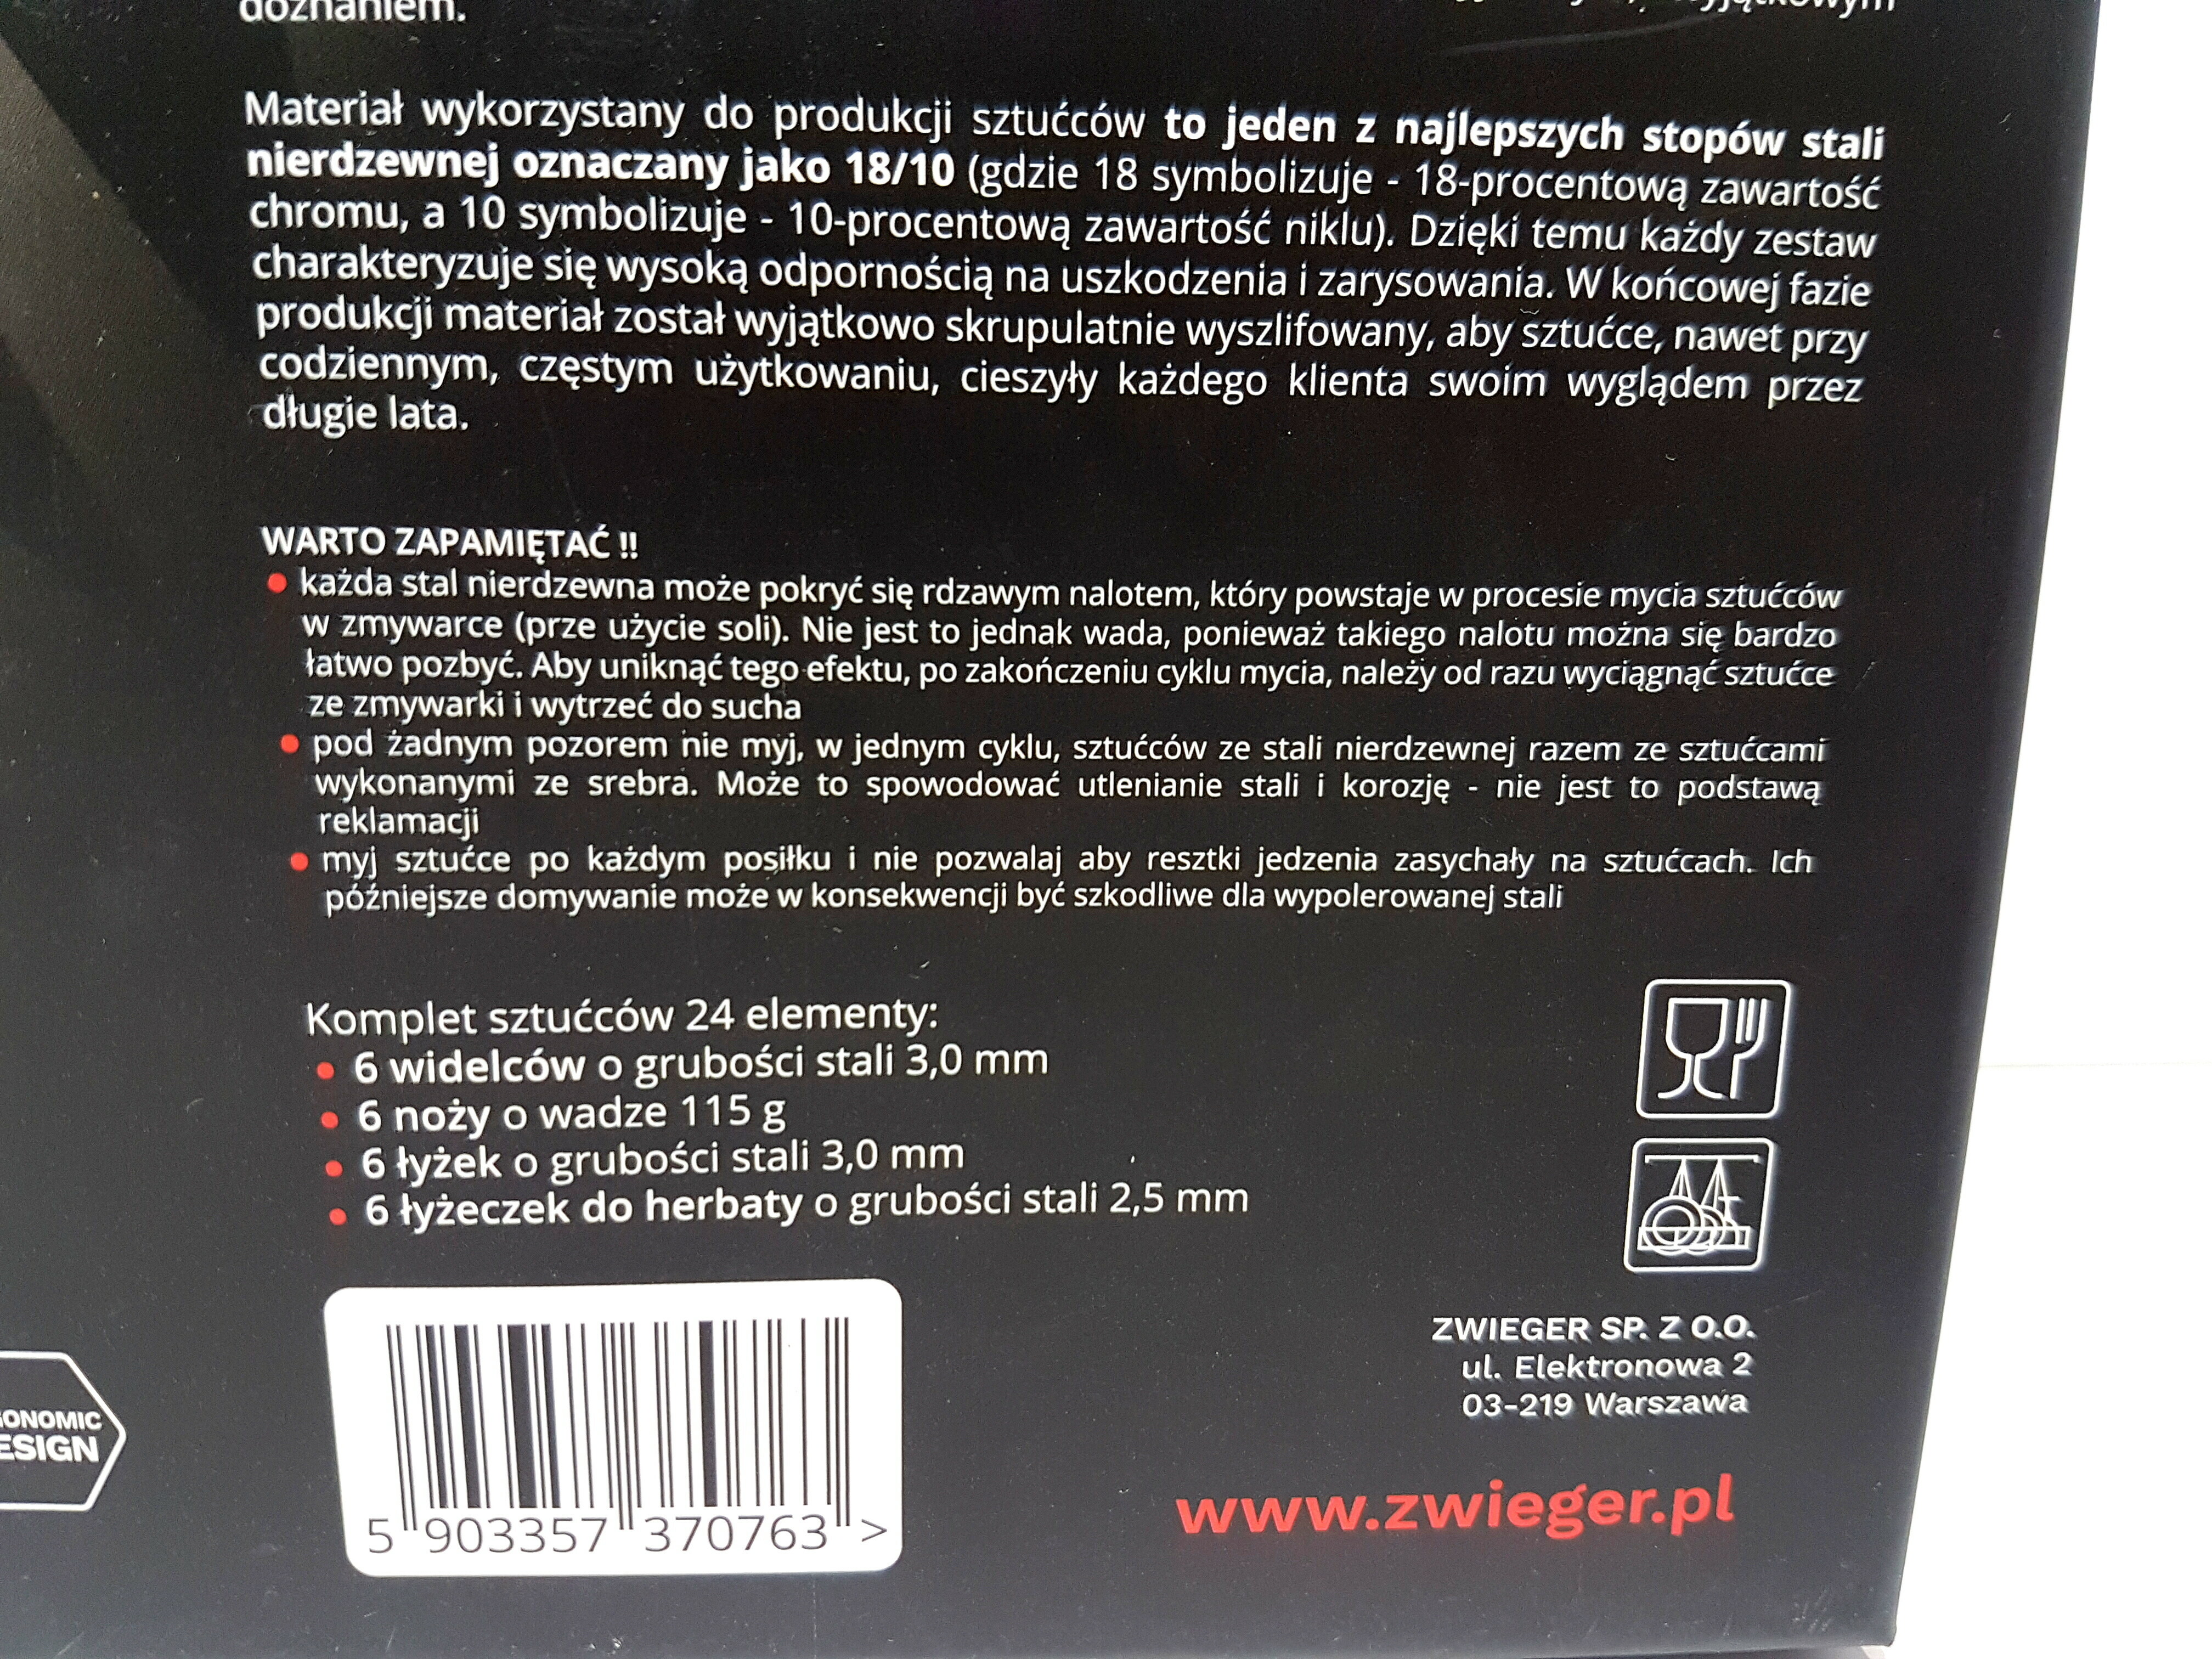 doznaniem.
Materiał wykorzystany do produkcji sztućców to jeden z najlepszych stopów stali
nierdzewnej oznaczany jako 18/10 (gdzie 18 symbolizuje - 18-procentową zawartość
chromu, a 10 symbolizuje - 10-procentową zawartość niklu). Dzięki temu każdy zestaw
charakteryzuje się wysoką odpornością na uszkodzenia i zarysowania. W końcowej fazie
produkcji materiał został wyjątkowo skrupulatnie wyszlifowany, aby sztućce, nawet przy
codziennym, częstym użytkowaniu, cieszyły każdego klienta swoim wyglądem przez
długie lata.
WARTO ZAPAMIĘTAĆ !!
• każda stal nierdzewna może pokryć się rdzawym nalotem, który powstaje w procesie mycia sztućców
w zmywarce (prze użycie soli). Nie jest to jednak wada, ponieważ takiego nalotu można się bardzo
łatwo pozbyć. Aby uniknąć tego efektu, po zakończeniu cyklu mycia, należy od razu wyciągnąć sztućce
ze zmywarki i wytrzeć do sucha
• pod żadnym pozorem nie myj, w jednym cyklu, sztućców ze stali nierdzewnej razem ze sztućcami
wykonanymi ze srebra. Może to spowodować utlenianie stali i korozję - nie jest to podstawą
reklamacji
• myj sztućce po każdym posiłku i nie pozwalaj aby resztki jedzenia zasychały na sztućcach. Ich
późniejsze domywanie może w konsekwencji być szkodliwe dla wypolerowanej stali
Komplet sztućców 24 elementy:
• 6 widelców o grubości stali 3,0 mm
• 6 noży o wadze 115 g
• 6 łyżek o grubości stali 3,0 mm
• 6 łyżeczek do herbaty o grubości stali 2,5 mm
ZWIEGER SP. Z O.O.
ul. Elektronowa 2
03-219 Warszawa
www.zwieger.pl
5 903357 370763 >